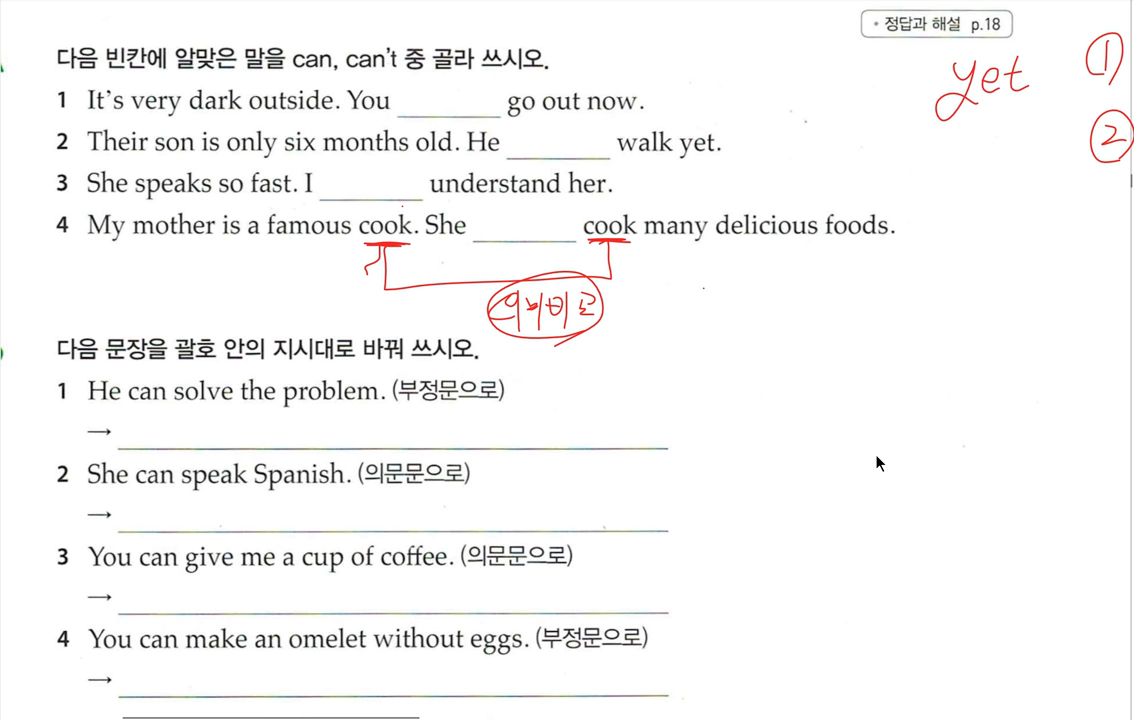 • 정답과 해설 p.18
다음 빈칸에 알맞은 말을 can, can't 중 골라 쓰시오.
yet ①
②
1 It's very dark outside. You ________ go out now.
2 Their son is only six months old. He ________ walk yet.
3 She speaks so fast. I ________ understand her.
4 My mother is a famous cook. She ________ cook many delicious foods.
다음 문장을 괄호 안의 지시대로 바꿔 쓰시오.
1 He can solve the problem. (부정문으로)
→
2 She can speak Spanish. (의문문으로)
→
3 You can give me a cup of coffee. (의문문으로)
→
4 You can make an omelet without eggs. (부정문으로)
→